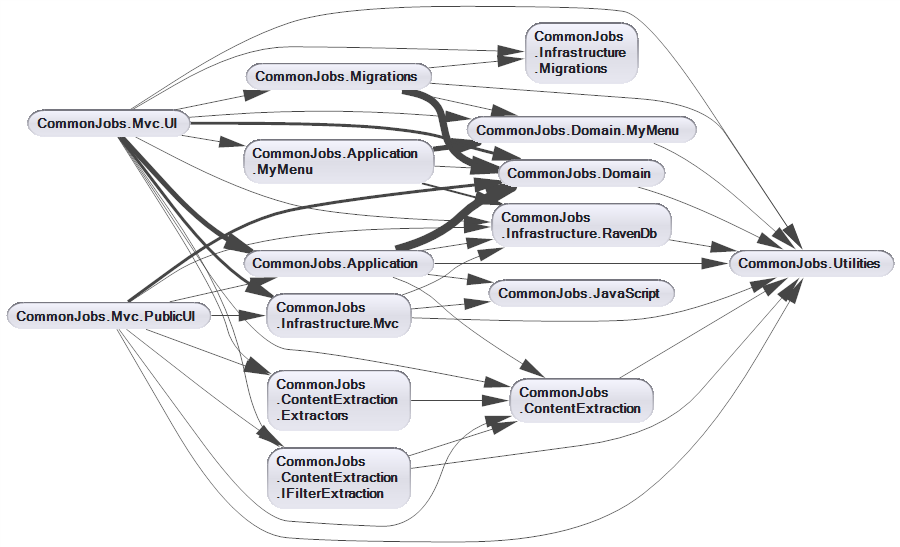 CommonJobs
.Infrastructure
.Migrations
CommonJobs.Migrations
CommonJobs.Mvc.UI
CommonJobs.Domain.MyMenu
CommonJobs.Application
.MyMenu
CommonJobs.Domain
CommonJobs
.Infrastructure.RavenDb
CommonJobs.Application
CommonJobs.Utilities
CommonJobs.JavaScript
CommonJobs.Mvc.PublicUI
CommonJobs
.Infrastructure.Mvc
CommonJobs
.ContentExtraction
.Extractors
CommonJobs
.ContentExtraction
CommonJobs
.ContentExtraction
.IFilterExtraction